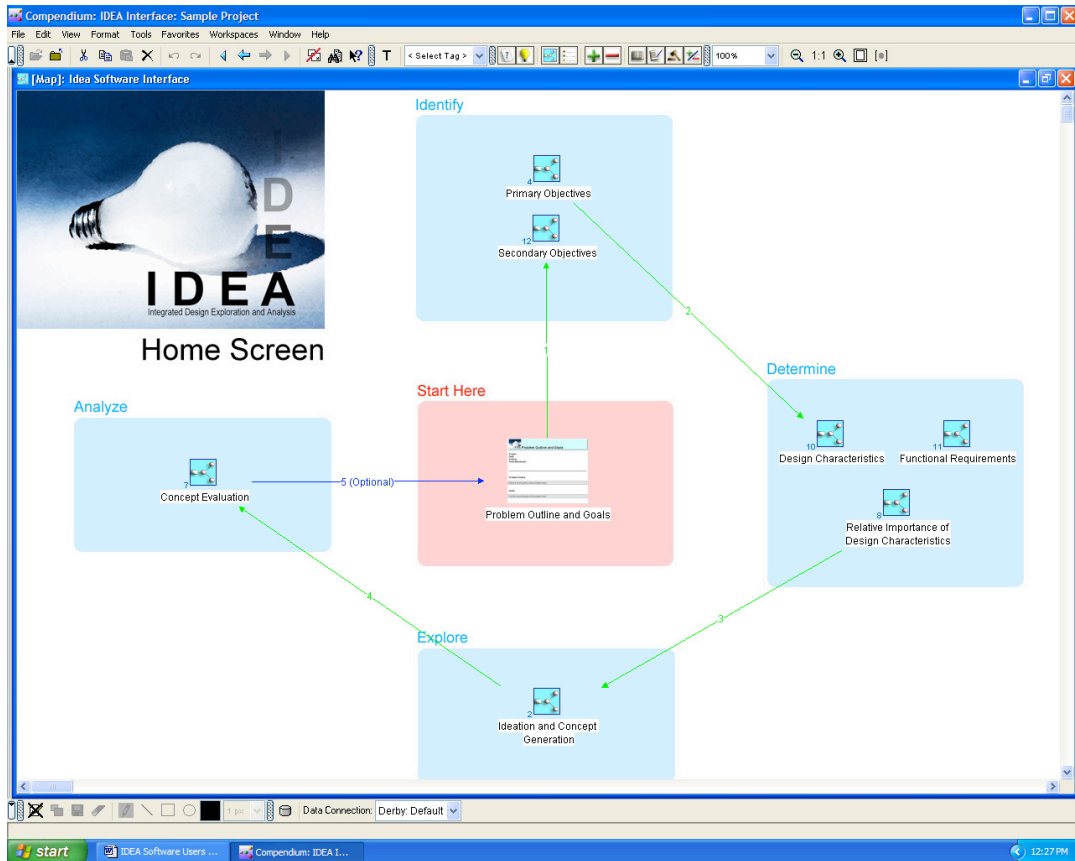 Compendium: IDEA Interface: Sample Project
File Edit View Format Tools Favorites Workspaces Window Help
T < Select Tag > 100% 1:1
[Map]: Idea Software Interface
I
D
E
I D E A
Integrated Design Exploration and Analysis
Home Screen
Identify
4
Primary Objectives
12
Secondary Objectives
1
2
Start Here
Problem Outline and Goals
Problem Outline and Goals
Determine
10
Design Characteristics
11
Functional Requirements
8
Relative Importance of
Design Characteristics
Analyze
7
Concept Evaluation
5 (Optional)
4
3
Explore
2
Ideation and Concept
Generation
1 px
Data Connection: Derby: Default
start
IDEA Software Users ...
Compendium: IDEA I...
12:27 PM